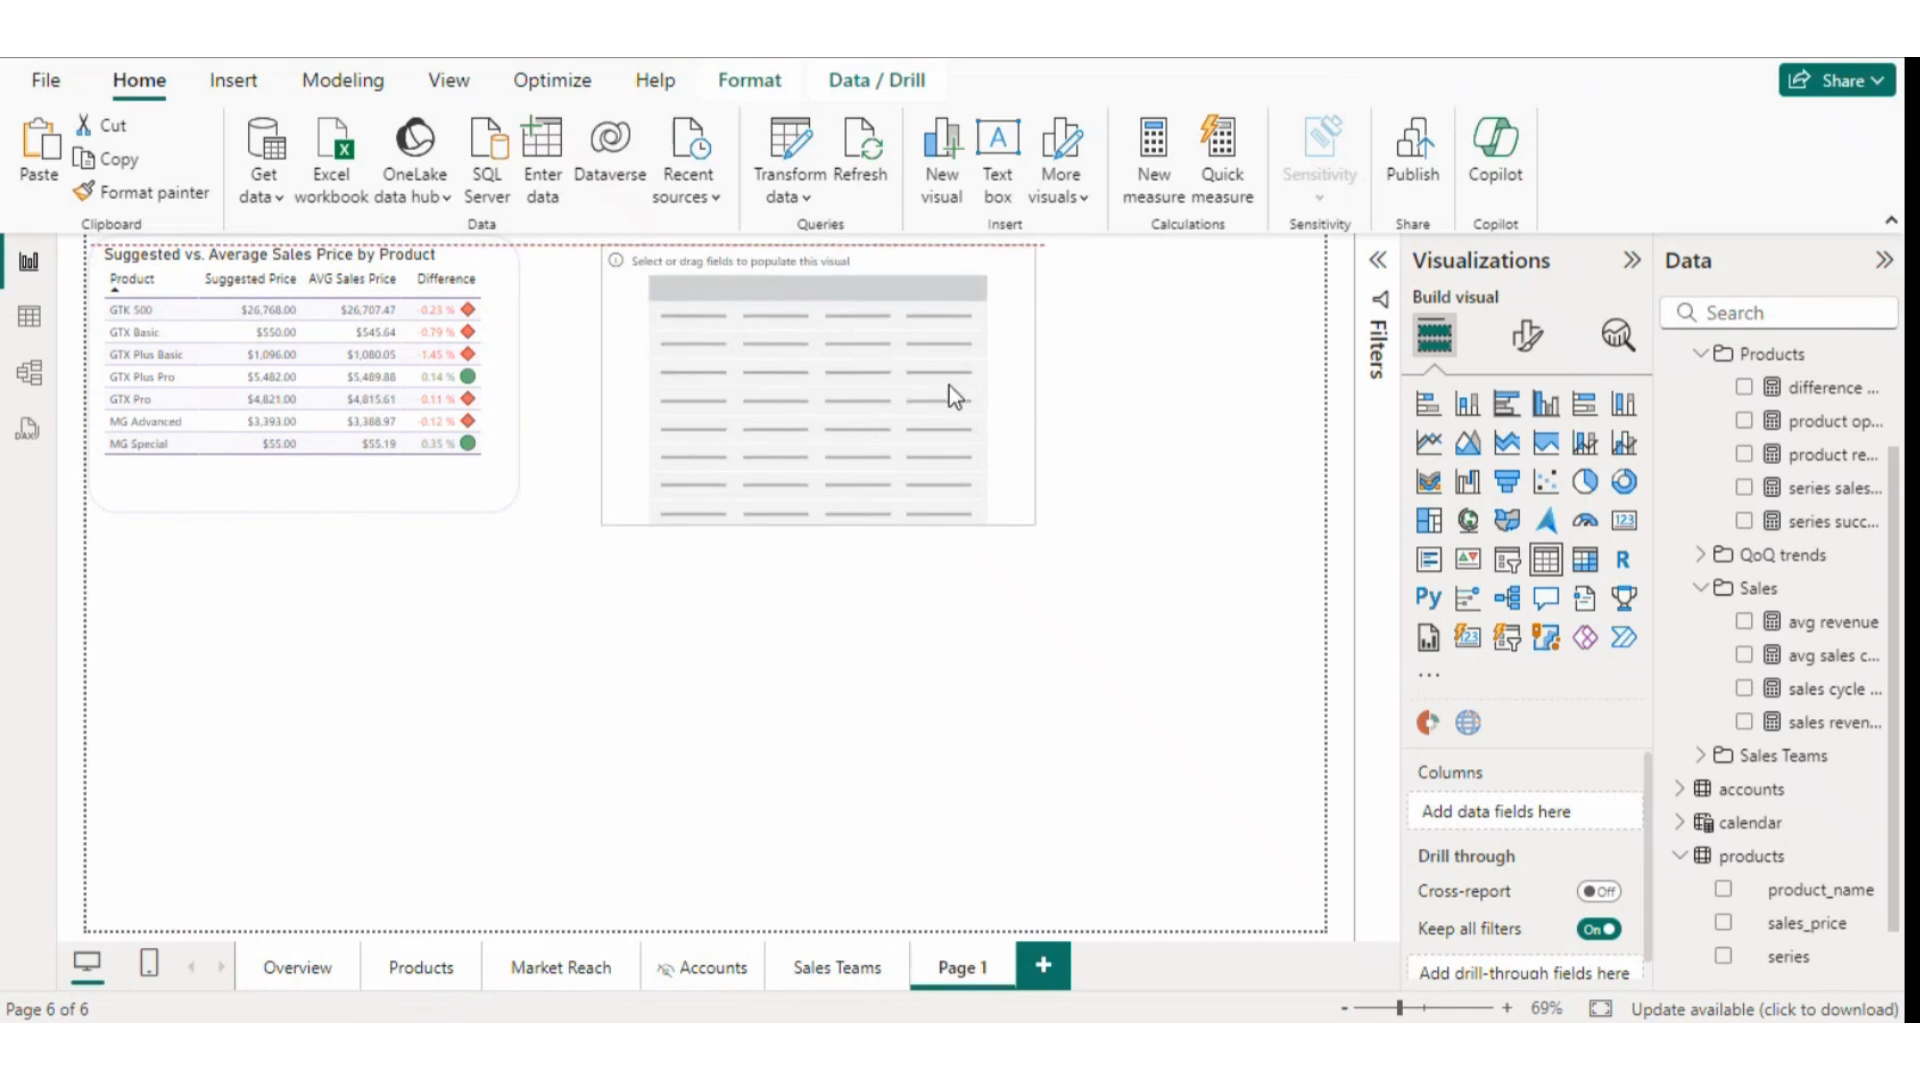 File Home Insert Modeling View Optimize Help Format Data / Drill Share
Paste
Cut
Copy
Format painter
Clipboard
Get data
Excel workbook
OneLake data hub
SQL Server
Enter data
Dataverse
Recent sources
Data
Transform data
Refresh
Queries
New visual
Text box
More visuals
Insert
New measure
Quick measure
Calculations
Sensitivity
Sensitivity
Publish
Share
Copilot
Copilot
Suggested vs. Average Sales Price by Product
Product Suggested Price AVG Sales Price Difference
GTK 500 $26,768.00 $26,707.47 -0.23 %
GTX Basic $550.00 $545.64 -0.79 %
GTX Plus Basic $1,096.00 $1,080.05 -1.45 %
GTX Plus Pro $5,482.00 $5,489.88 0.14 %
GTX Pro $4,821.00 $4,815.61 -0.11 %
MG Advanced $3,393.00 $3,388.97 -0.12 %
MG Special $55.00 $55.19 0.35 %
Select or drag fields to populate this visual
Filters
Visualizations
Build visual
123
R
Py
123
...
Columns
Add data fields here
Drill through
Cross-report Off
Keep all filters On
Add drill-through fields here
Data
Search
Products
difference ...
product op...
product re...
series sales...
series succ...
QoQ trends
Sales
avg revenue
avg sales c...
sales cycle ...
sales reven...
Sales Teams
accounts
calendar
products
product_name
sales_price
series
DAX
Overview Products Market Reach Accounts Sales Teams Page 1 +
Page 6 of 6 - + 69% Update available (click to download)